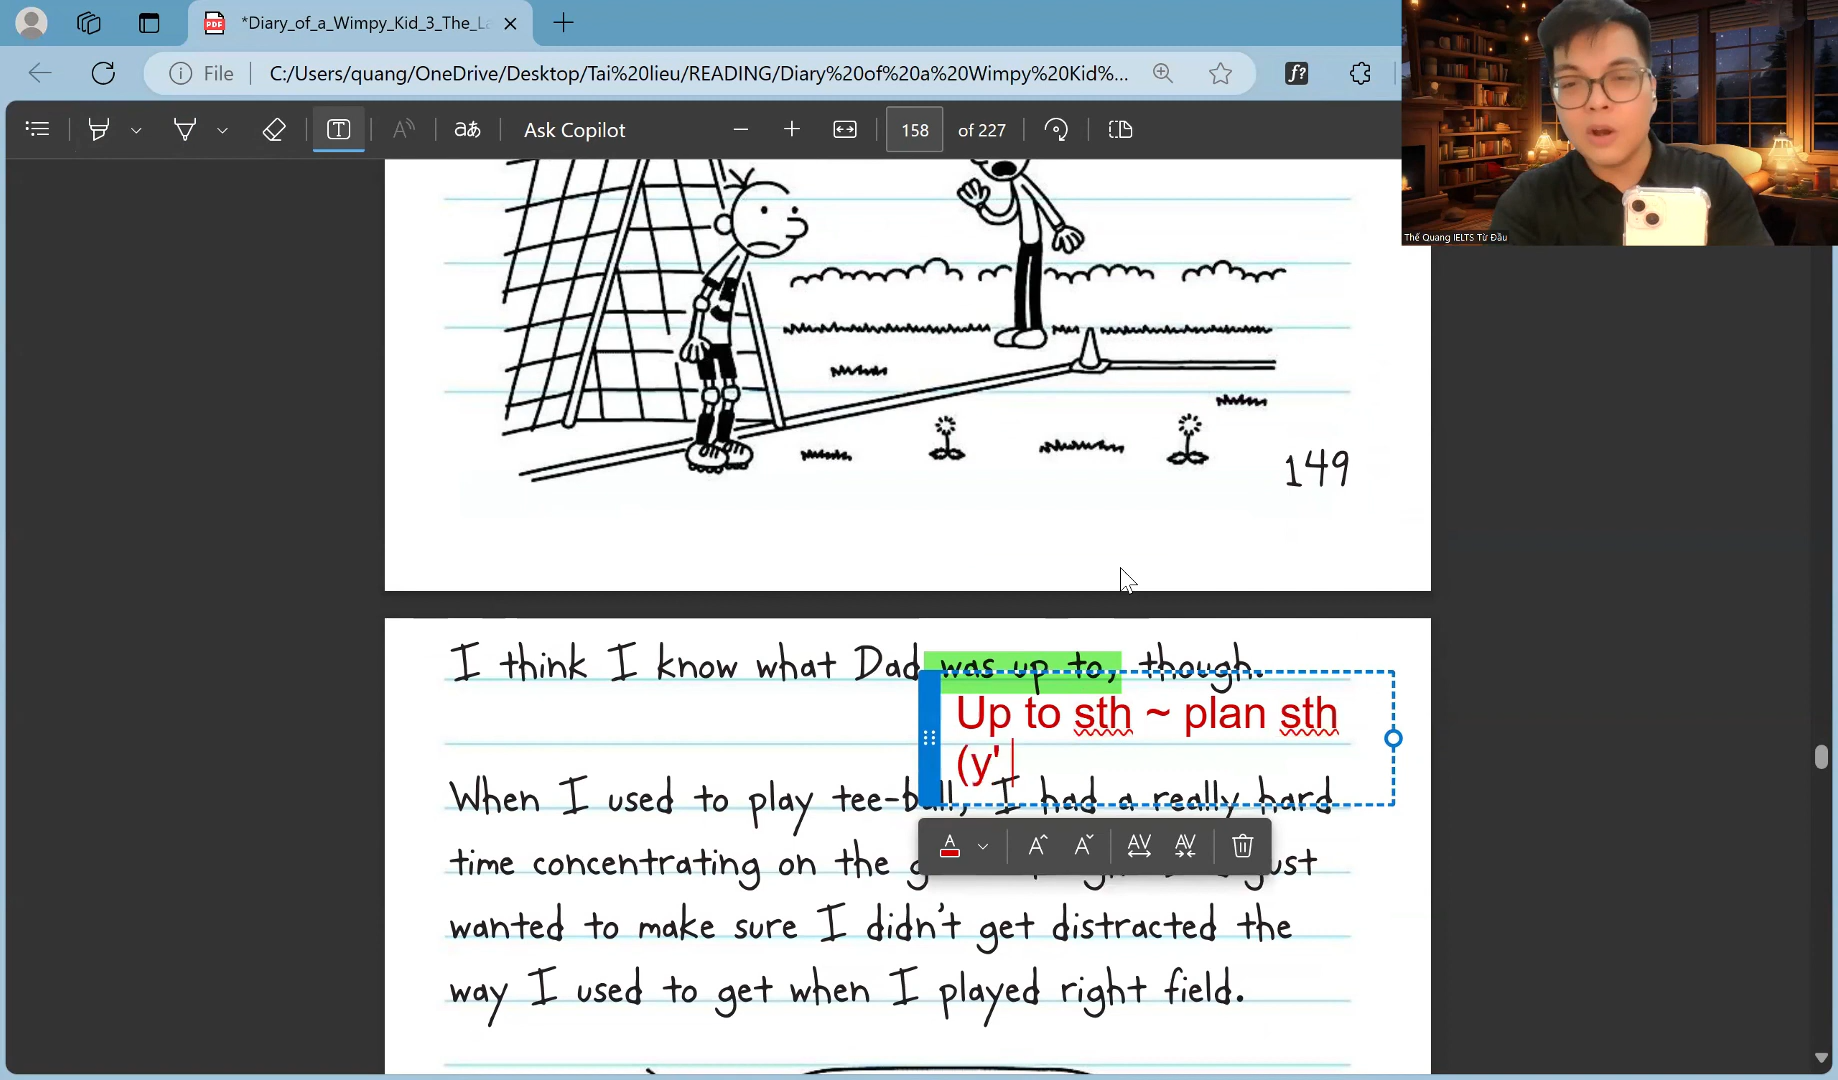 *Diary_of_a_Wimpy_Kid_3_The_La
File
C:/Users/quang/OneDrive/Desktop/Tai%20lieu/READING/Diary%20of%20a%20Wimpy%20Kid%...
Ask Copilot
158 of 227
Thế Quang IELTS Từ Đầu
149
I think I know what Dad was up to, though.
Up to sth ~ plan sth
(y'
When I used to play tee-ball, I had a really hard
time concentrating on the
just
wanted to make sure I didn't get distracted the
way I used to get when I played right field.